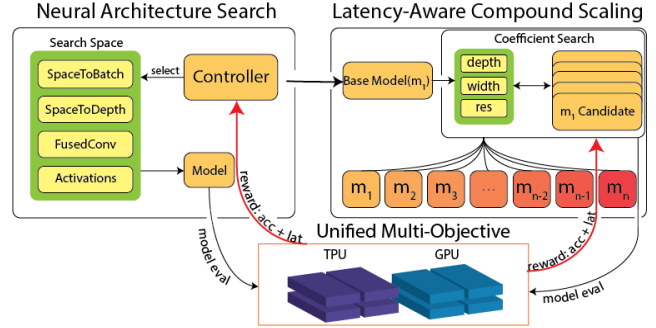 Neural Architecture Search
Latency-Aware Compound Scaling
Search Space
SpaceToBatch
SpaceToDepth
FusedConv
Activations
select
Controller
Model
reward: acc + lat
model eval
Base Model(m1)
Coefficient Search
depth
width
res
m1 Candidate
m1
m2
m3
...
mn-2
mn-1
mn
Unified Multi-Objective
TPU
GPU
reward: acc + lat
model eval